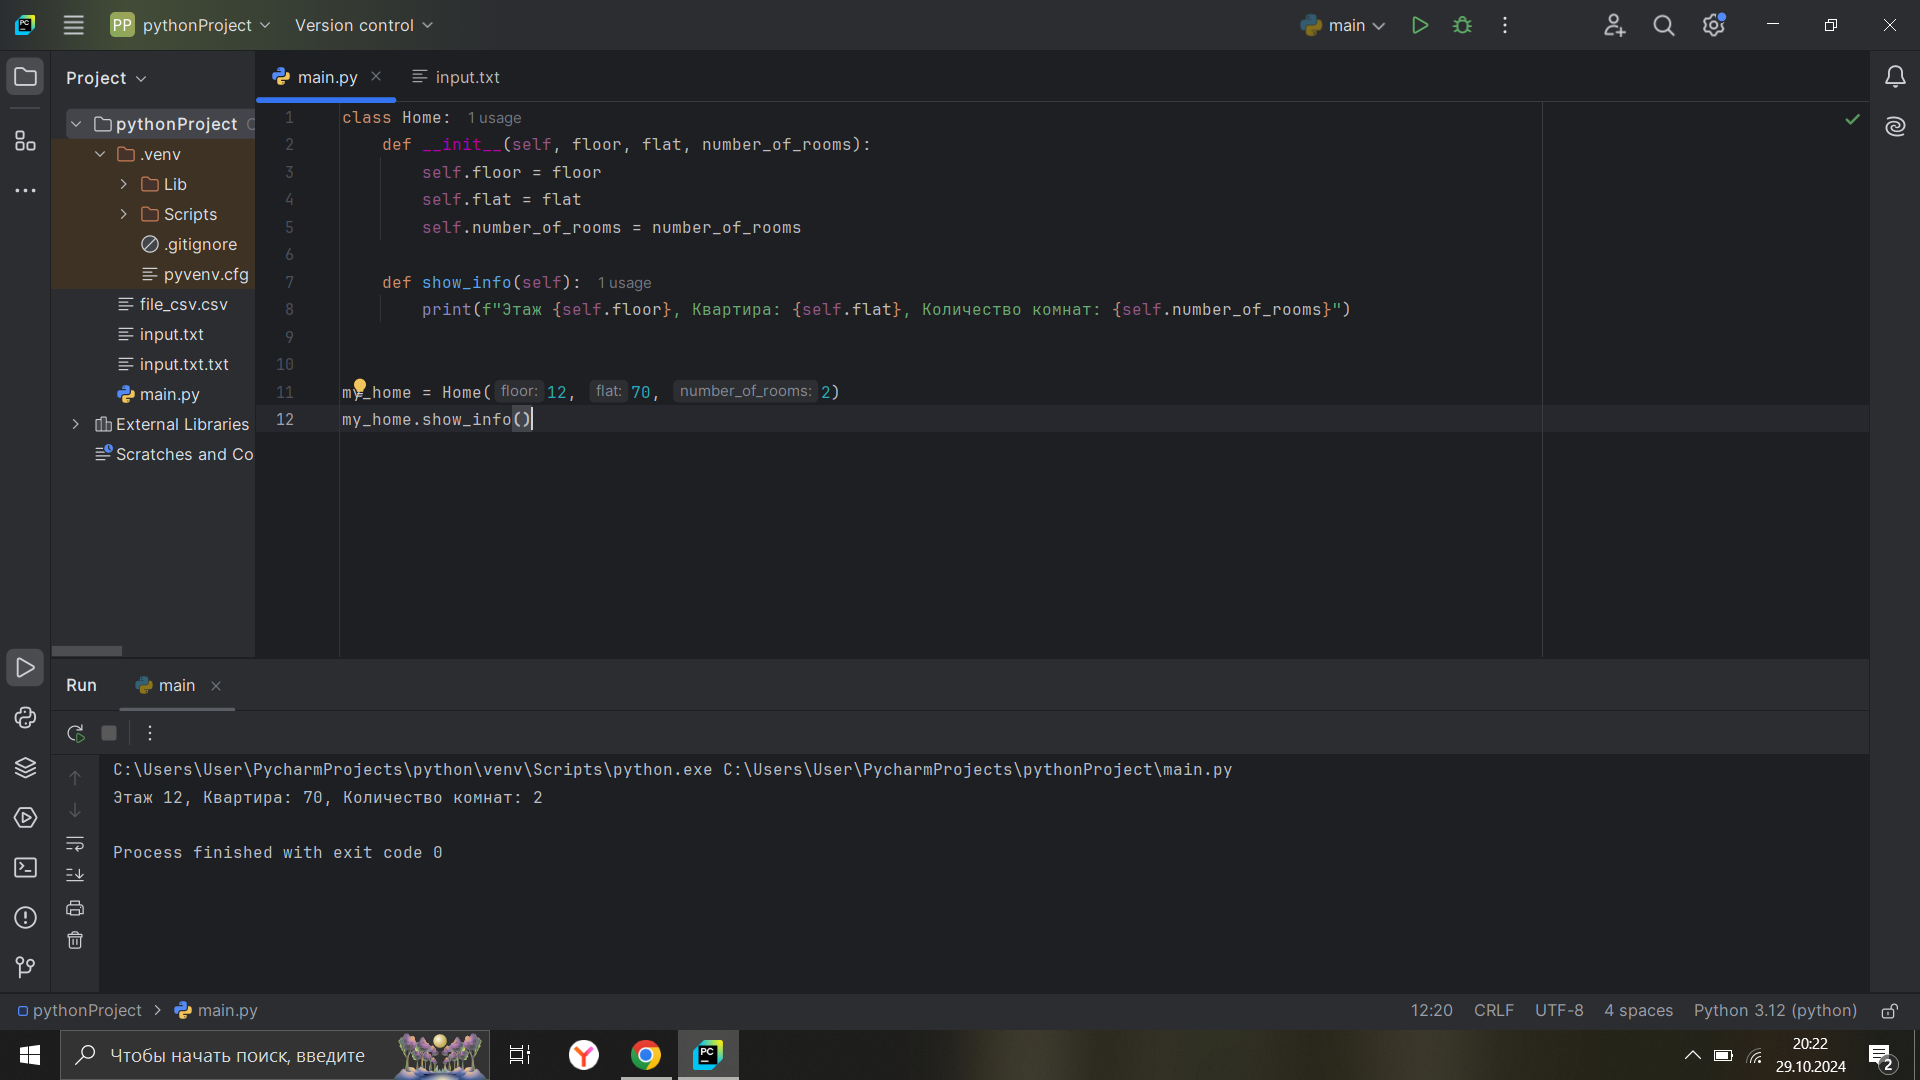 PP pythonProject Version control main
Project
main.py input.txt
pythonProject
.venv
Lib
Scripts
.gitignore
pyvenv.cfg
file_csv.csv
input.txt
input.txt.txt
main.py
External Libraries
Scratches and Co
1 class Home: 1 usage
2 def __init__(self, floor, flat, number_of_rooms):
3 self.floor = floor
4 self.flat = flat
5 self.number_of_rooms = number_of_rooms
6
7 def show_info(self): 1 usage
8 print(f"Этаж {self.floor}, Квартира: {self.flat}, Количество комнат: {self.number_of_rooms}")
9
10
11 my_home = Home( floor: 12, flat: 70, number_of_rooms: 2)
12 my_home.show_info()
Run main
C:\Users\User\PycharmProjects\python\venv\Scripts\python.exe C:\Users\User\PycharmProjects\pythonProject\main.py
Этаж 12, Квартира: 70, Количество комнат: 2
Process finished with exit code 0
pythonProject > main.py 12:20 CRLF UTF-8 4 spaces Python 3.12 (python)
Чтобы начать поиск, введите
PC
20:22
29.10.2024
2